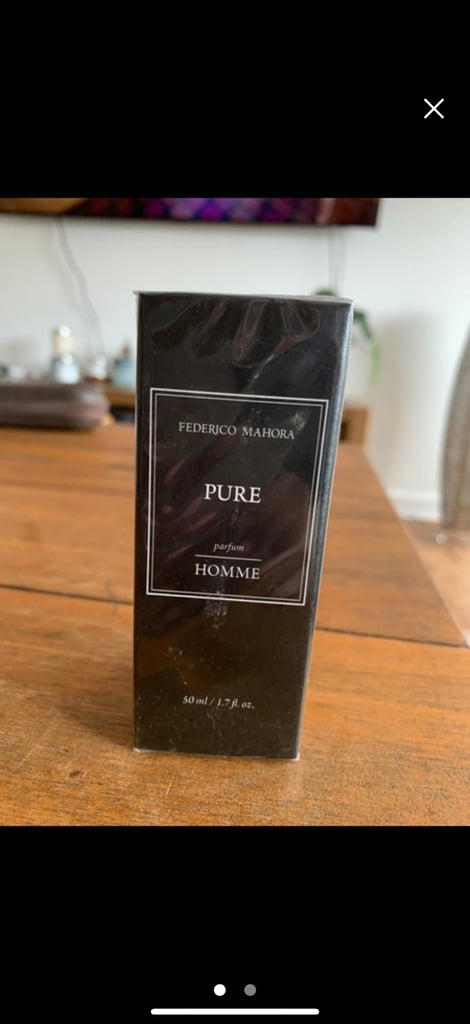 FEDERICO MAHORA
PURE
parfum
HOMME
50 ml / 1.7 fl. oz.